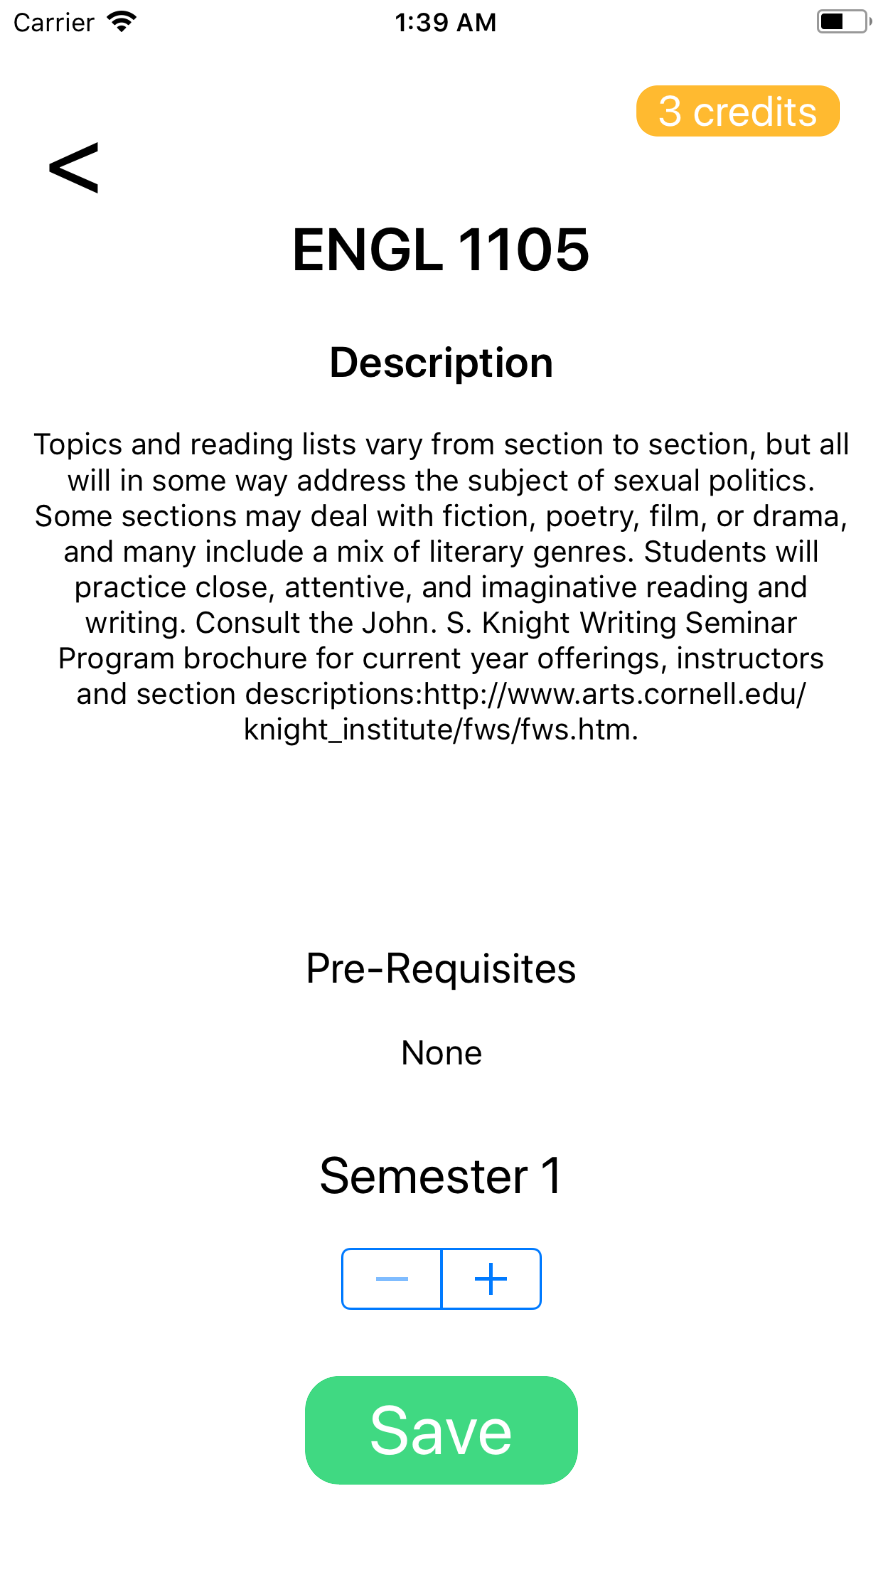 Carrier 1:39 AM
3 credits
<
ENGL 1105
Description
Topics and reading lists vary from section to section, but all
will in some way address the subject of sexual politics.
Some sections may deal with fiction, poetry, film, or drama,
and many include a mix of literary genres. Students will
practice close, attentive, and imaginative reading and
writing. Consult the John. S. Knight Writing Seminar
Program brochure for current year offerings, instructors
and section descriptions:http://www.arts.cornell.edu/
knight_institute/fws/fws.htm.
Pre-Requisites
None
Semester 1
− +
Save